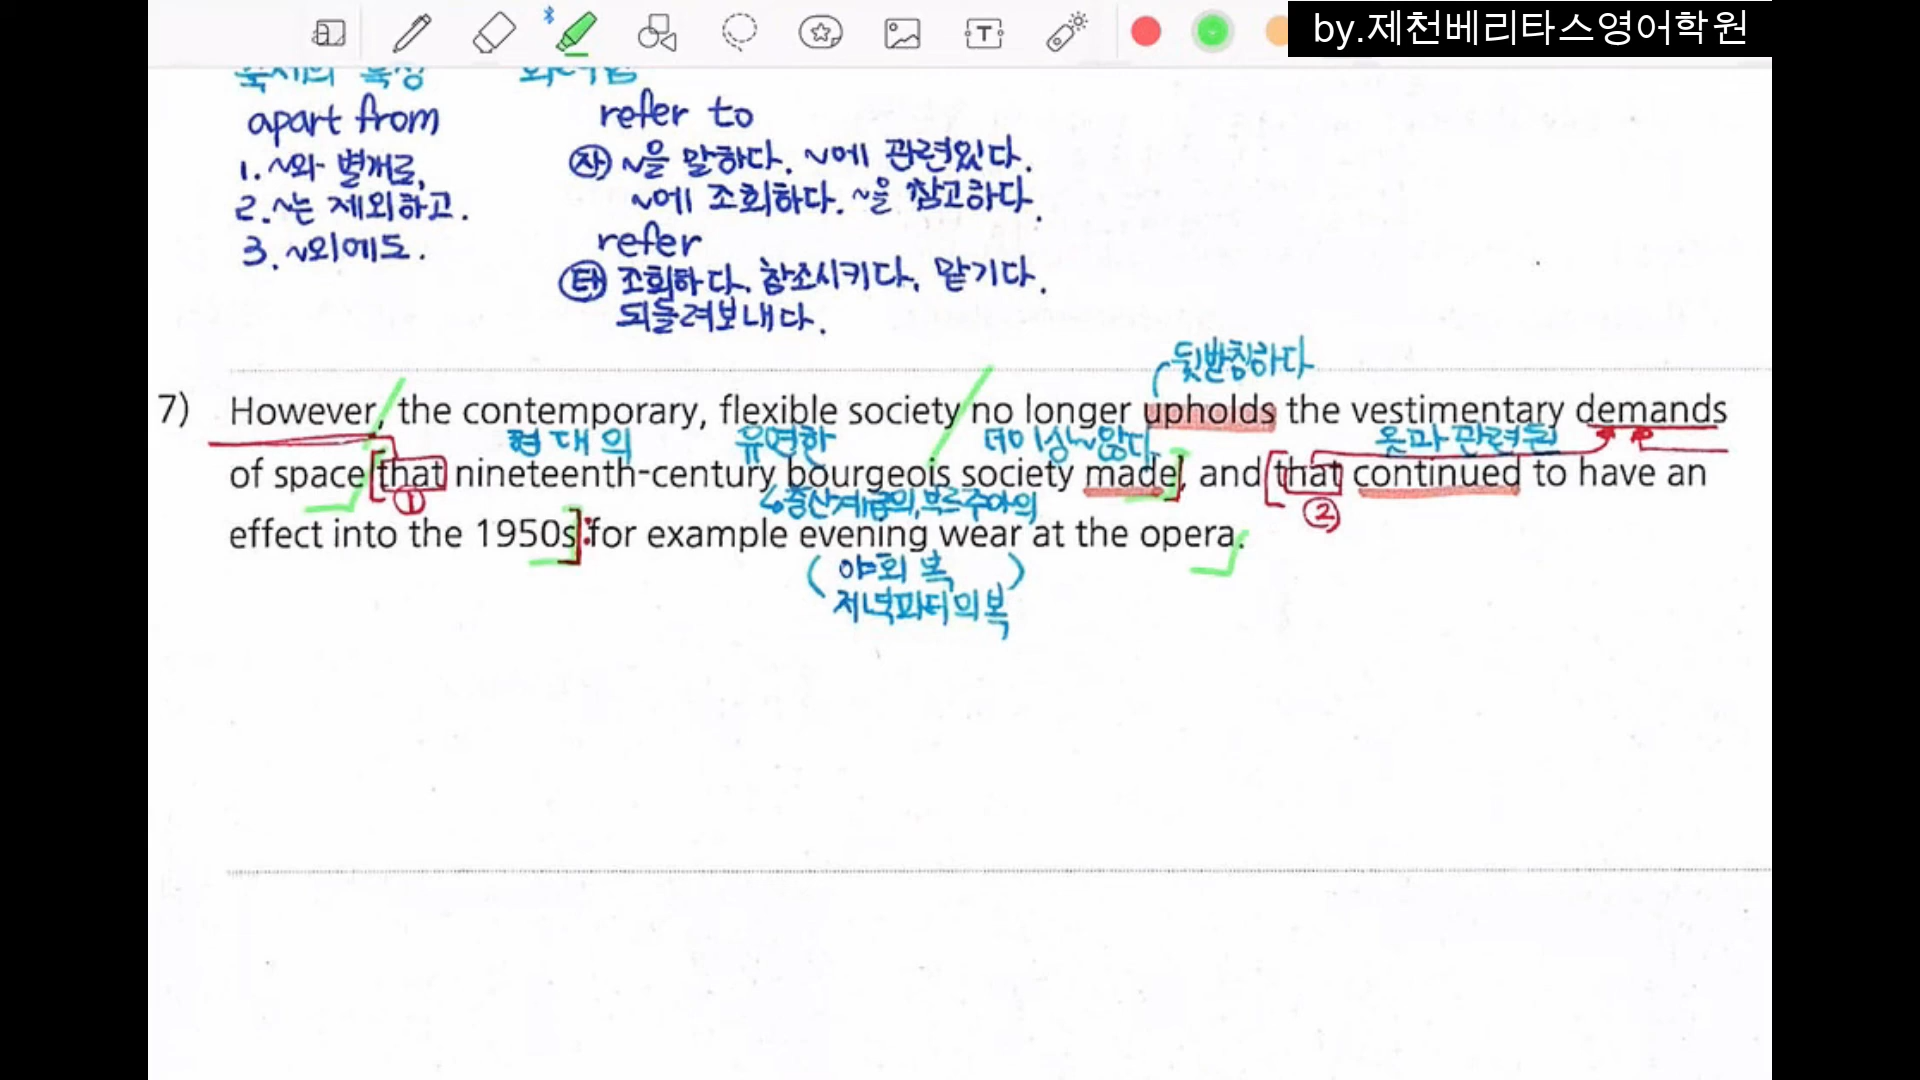 by.제천베리타스영어학원
T
apart from
1. ~와 별개로,
2. ~는 제외하고.
3. ~외에도.
refer to
자 ~을 말하다. ~에 관련있다.
~에 조회하다. ~을 참고하다.
refer
타 조회하다. 참조시키다. 맡기다.
되돌려보내다.
뒷받침하다
7) However, the contemporary, flexible society no longer upholds the vestimentary demands
현대의 유연한 더이상~않다 옷과 관련된
of space that nineteenth-century bourgeois society made, and that continued to have an
① 중산계급의, 부르주아의 ②
effect into the 1950s: for example evening wear at the opera.
( 야회복 )
저녁파티의복